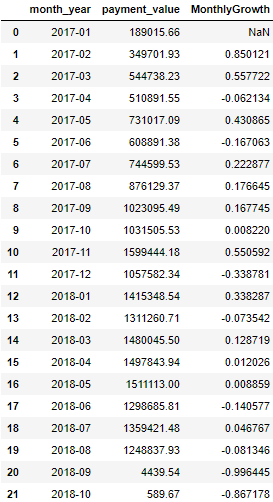 month_year payment_value MonthlyGrowth
0 2017-01 189015.66 NaN
1 2017-02 349701.93 0.850121
2 2017-03 544738.23 0.557722
3 2017-04 510891.55 -0.062134
4 2017-05 731017.09 0.430865
5 2017-06 608891.38 -0.167063
6 2017-07 744599.53 0.222877
7 2017-08 876129.37 0.176645
8 2017-09 1023095.49 0.167745
9 2017-10 1031505.53 0.008220
10 2017-11 1599444.18 0.550592
11 2017-12 1057582.34 -0.338781
12 2018-01 1415348.54 0.338287
13 2018-02 1311260.71 -0.073542
14 2018-03 1480045.50 0.128719
15 2018-04 1497843.94 0.012026
16 2018-05 1511113.00 0.008859
17 2018-06 1298685.81 -0.140577
18 2018-07 1359421.48 0.046767
19 2018-08 1248837.93 -0.081346
20 2018-09 4439.54 -0.996445
21 2018-10 589.67 -0.867178